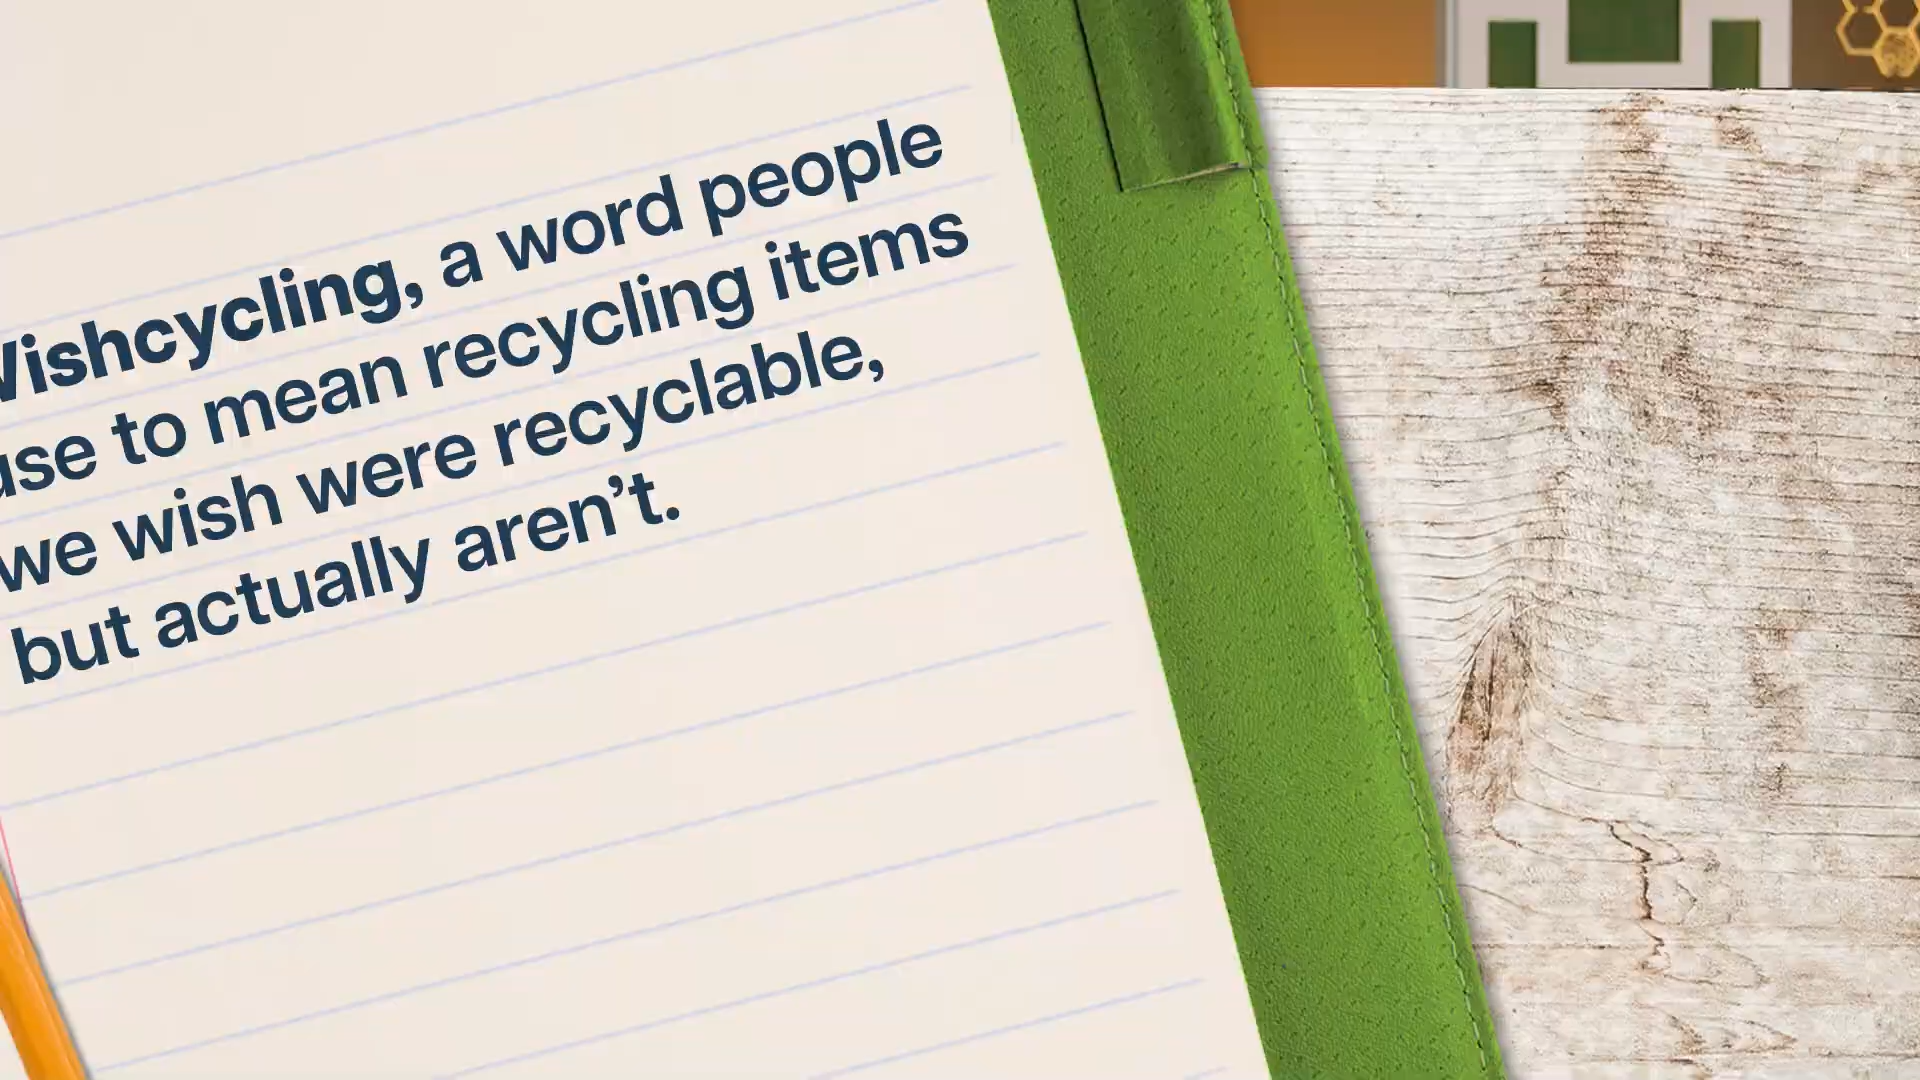 Wishcycling, a word people
use to mean recycling items
we wish were recyclable,
but actually aren’t.